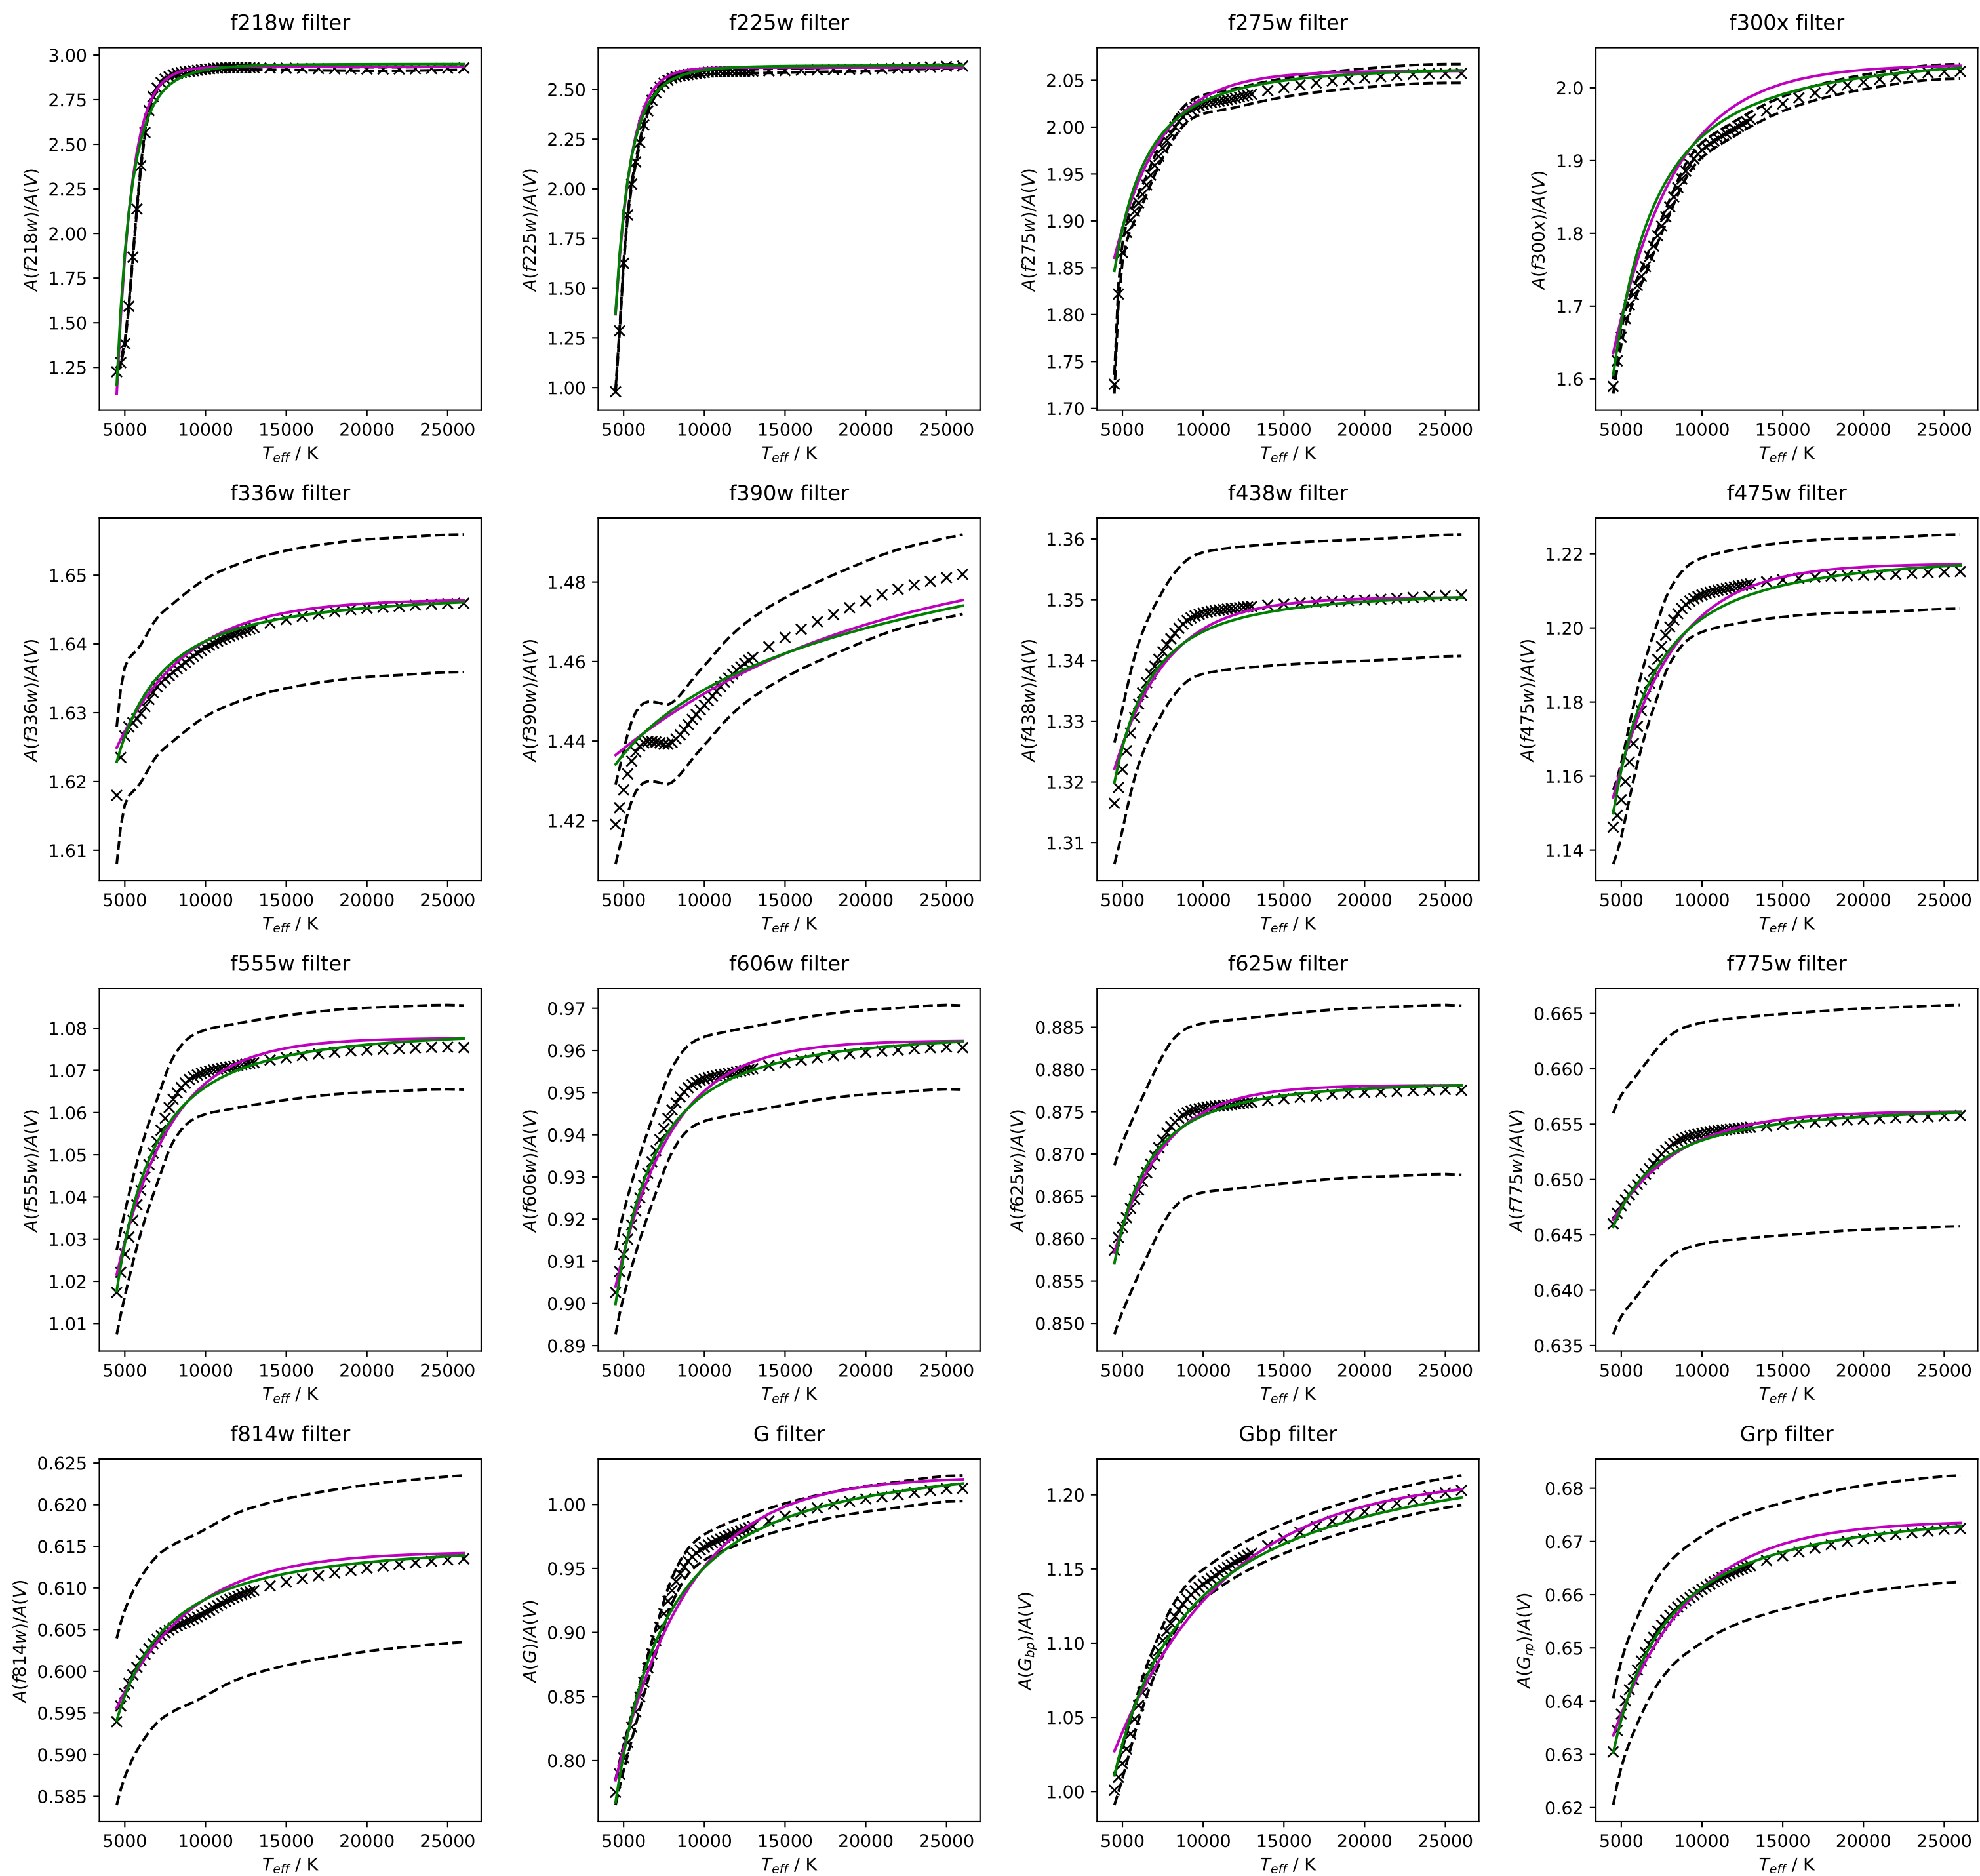 f218w filter
f225w filter
f275w filter
f300x filter
A(f218w)/A(V)
3.00
2.75
2.50
2.25
2.00
1.75
1.50
1.25
5000 10000 15000 20000 25000
T_eff / K
A(f225w)/A(V)
2.50
2.25
2.00
1.75
1.50
1.25
1.00
5000 10000 15000 20000 25000
T_eff / K
A(f275w)/A(V)
2.05
2.00
1.95
1.90
1.85
1.80
1.75
1.70
5000 10000 15000 20000 25000
T_eff / K
A(f300x)/A(V)
2.0
1.9
1.8
1.7
1.6
5000 10000 15000 20000 25000
T_eff / K
f336w filter
f390w filter
f438w filter
f475w filter
A(f336w)/A(V)
1.65
1.64
1.63
1.62
1.61
5000 10000 15000 20000 25000
T_eff / K
A(f390w)/A(V)
1.48
1.46
1.44
1.42
5000 10000 15000 20000 25000
T_eff / K
A(f438w)/A(V)
1.36
1.35
1.34
1.33
1.32
1.31
5000 10000 15000 20000 25000
T_eff / K
A(f475w)/A(V)
1.22
1.20
1.18
1.16
1.14
5000 10000 15000 20000 25000
T_eff / K
f555w filter
f606w filter
f625w filter
f775w filter
A(f555w)/A(V)
1.08
1.07
1.06
1.05
1.04
1.03
1.02
1.01
5000 10000 15000 20000 25000
T_eff / K
A(f606w)/A(V)
0.97
0.96
0.95
0.94
0.93
0.92
0.91
0.90
0.89
5000 10000 15000 20000 25000
T_eff / K
A(f625w)/A(V)
0.885
0.880
0.875
0.870
0.865
0.860
0.855
0.850
5000 10000 15000 20000 25000
T_eff / K
A(f775w)/A(V)
0.665
0.660
0.655
0.650
0.645
0.640
0.635
5000 10000 15000 20000 25000
T_eff / K
f814w filter
G filter
Gbp filter
Grp filter
A(f814w)/A(V)
0.625
0.620
0.615
0.610
0.605
0.600
0.595
0.590
0.585
5000 10000 15000 20000 25000
T_eff / K
A(G)/A(V)
1.00
0.95
0.90
0.85
0.80
5000 10000 15000 20000 25000
T_eff / K
A(G_bp)/A(V)
1.20
1.15
1.10
1.05
1.00
5000 10000 15000 20000 25000
T_eff / K
A(G_rp)/A(V)
0.68
0.67
0.66
0.65
0.64
0.63
0.62
5000 10000 15000 20000 25000
T_eff / K